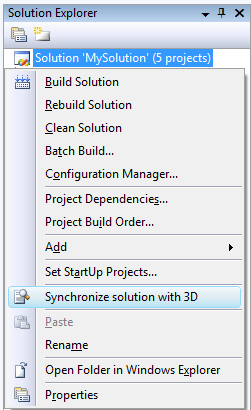 Solution Explorer
Solution 'MySolution' (5 projects)
Build Solution
Rebuild Solution
Clean Solution
Batch Build...
Configuration Manager...
Project Dependencies...
Project Build Order...
Add
Set StartUp Projects...
Synchronize solution with 3D
Paste
Rename
Open Folder in Windows Explorer
Properties